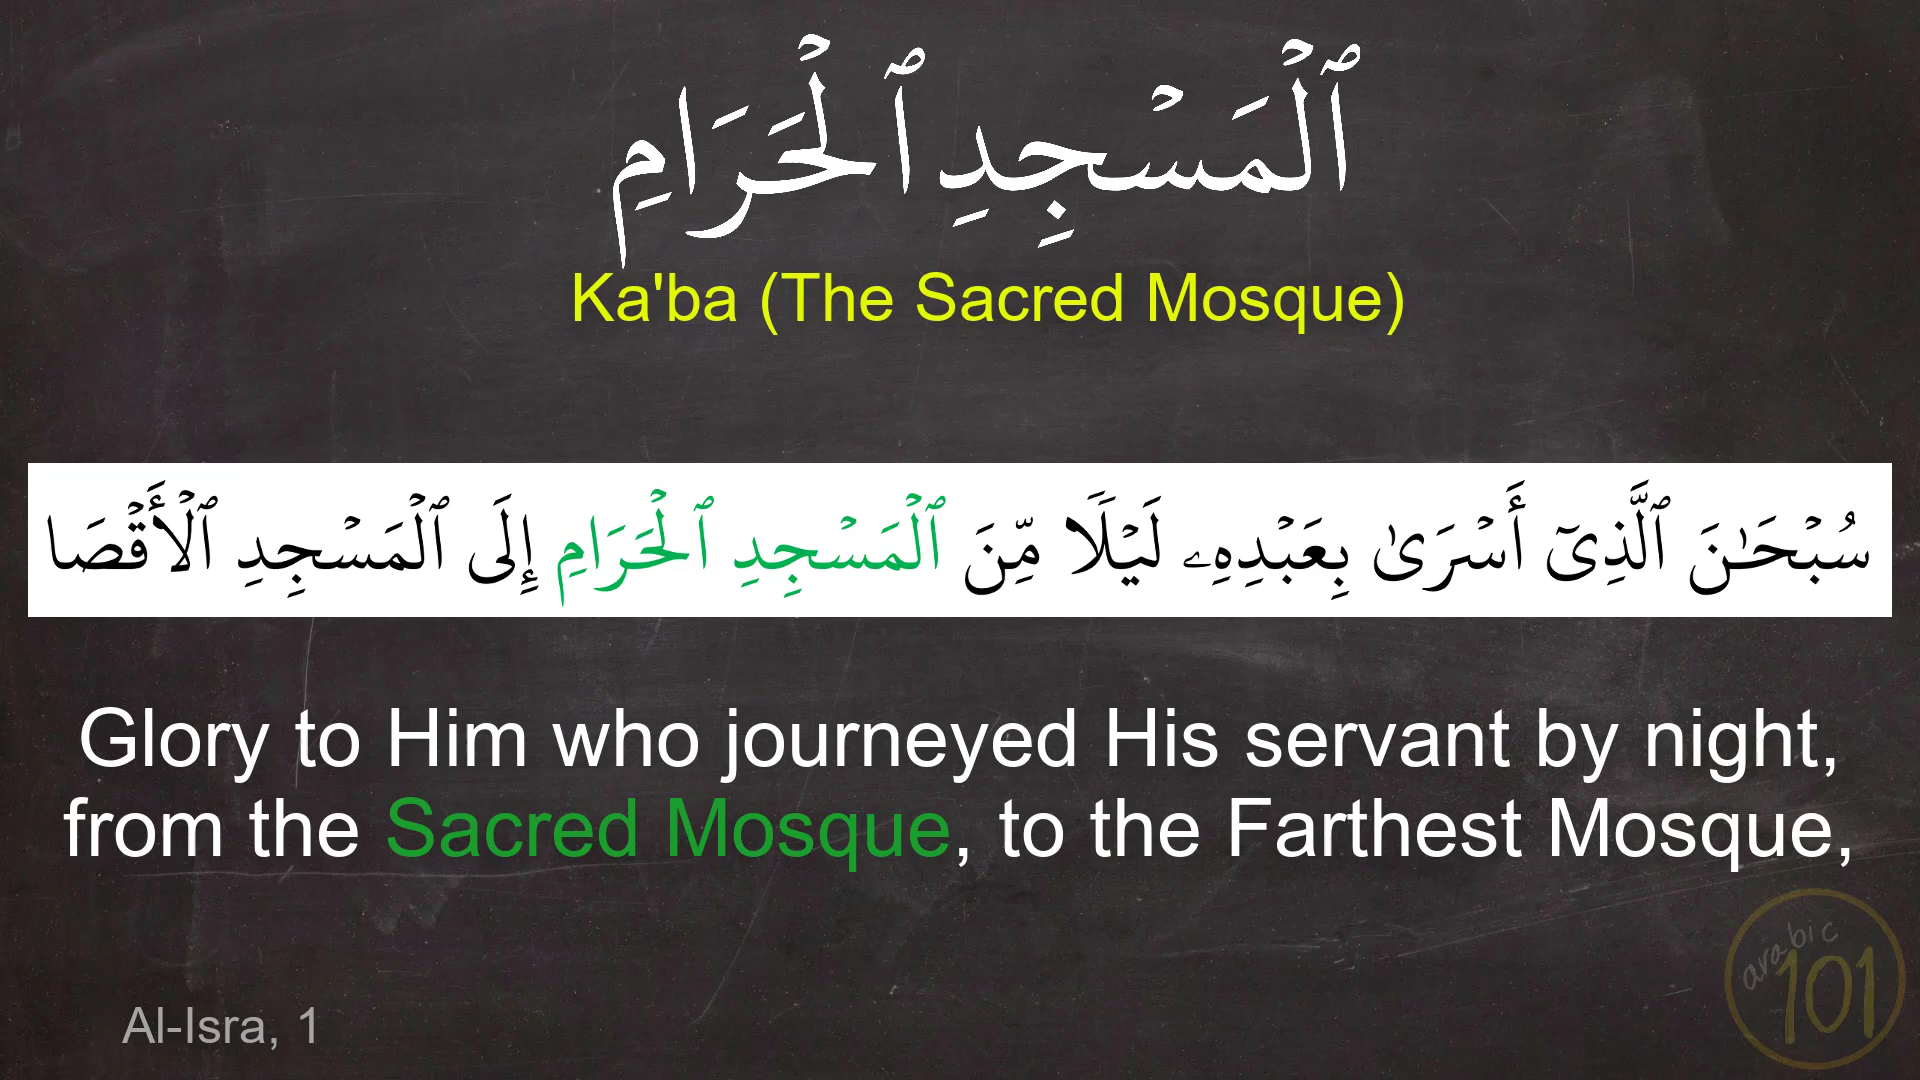 ٱلۡمَسۡجِدِ ٱلۡحَرَامِ
Ka'ba (The Sacred Mosque)
سُبۡحَٰنَ ٱلَّذِيٓ أَسۡرَىٰ بِعَبۡدِهِۦ لَيۡلٗا مِّنَ ٱلۡمَسۡجِدِ ٱلۡحَرَامِ إِلَى ٱلۡمَسۡجِدِ ٱلۡأَقۡصَا
Glory to Him who journeyed His servant by night,
from the Sacred Mosque, to the Farthest Mosque,
arabic
101
Al-Isra, 1